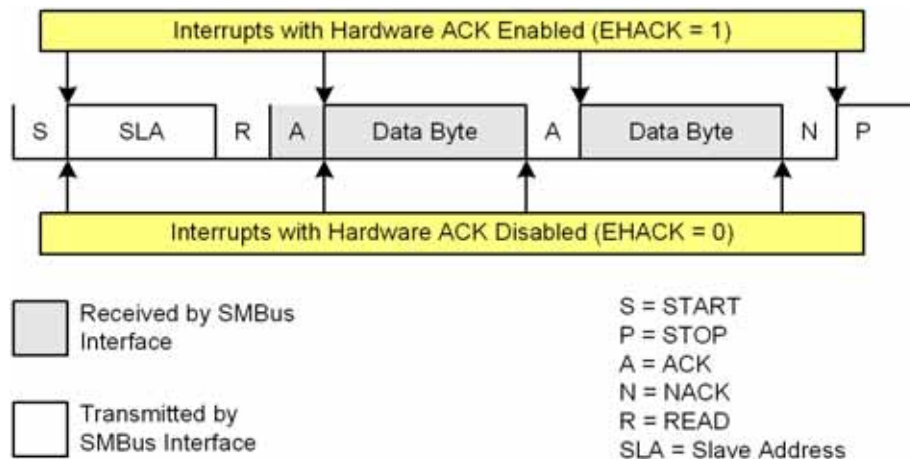 Interrupts with Hardware ACK Enabled (EHACK = 1)
S SLA R A Data Byte A Data Byte N P
Interrupts with Hardware ACK Disabled (EHACK = 0)
Received by SMBus
Interface
Transmitted by
SMBus Interface
S = START
P = STOP
A = ACK
N = NACK
R = READ
SLA = Slave Address